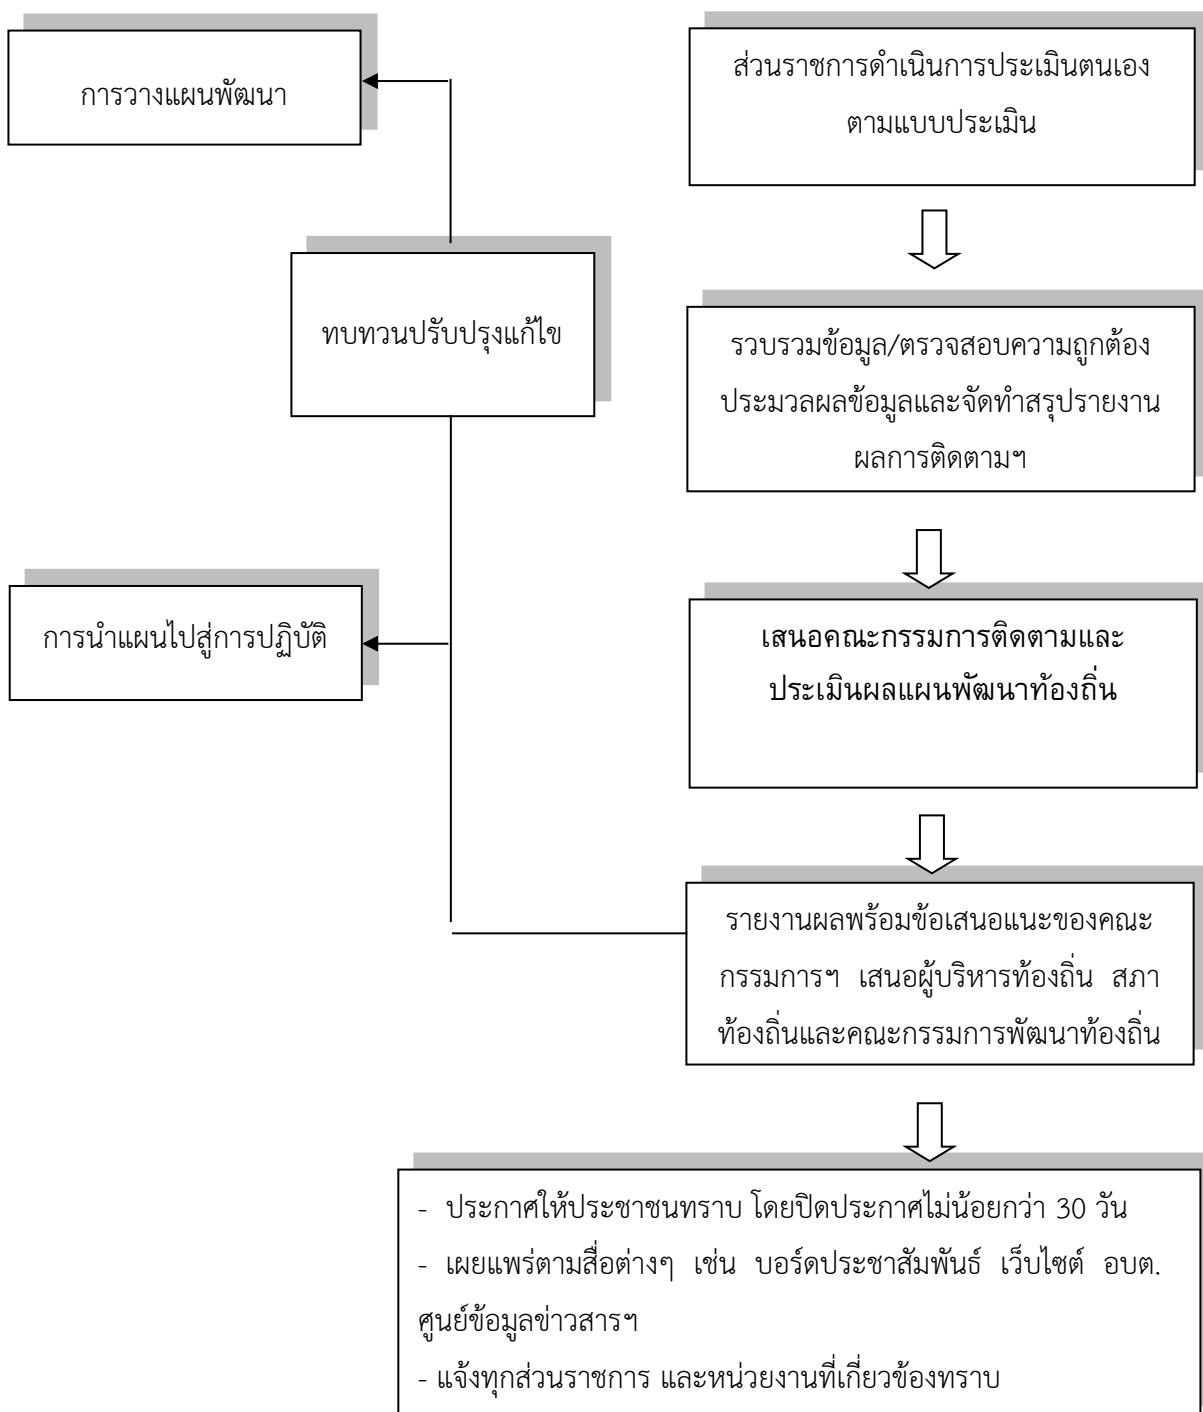 การวางแผนพัฒนา
ส่วนราชการดำเนินการประเมินตนเอง
ตามแบบประเมิน
ทบทวนปรับปรุงแก้ไข
รวบรวมข้อมูล/ตรวจสอบความถูกต้อง
ประมวลผลข้อมูลและจัดทำสรุปรายงาน
ผลการติดตามฯ
การนำแผนไปสู่การปฏิบัติ
เสนอคณะกรรมการติดตามและ
ประเมินผลแผนพัฒนาท้องถิ่น
รายงานผลพร้อมข้อเสนอแนะของคณะ
กรรมการฯ เสนอผู้บริหารท้องถิ่น สภา
ท้องถิ่นและคณะกรรมการพัฒนาท้องถิ่น
- ประกาศให้ประชาชนทราบ โดยปิดประกาศไม่น้อยกว่า 30 วัน
- เผยแพร่ตามสื่อต่างๆ เช่น บอร์ดประชาสัมพันธ์ เว็บไซต์ อบต.
ศูนย์ข้อมูลข่าวสารฯ
- แจ้งทุกส่วนราชการ และหน่วยงานที่เกี่ยวข้องทราบ